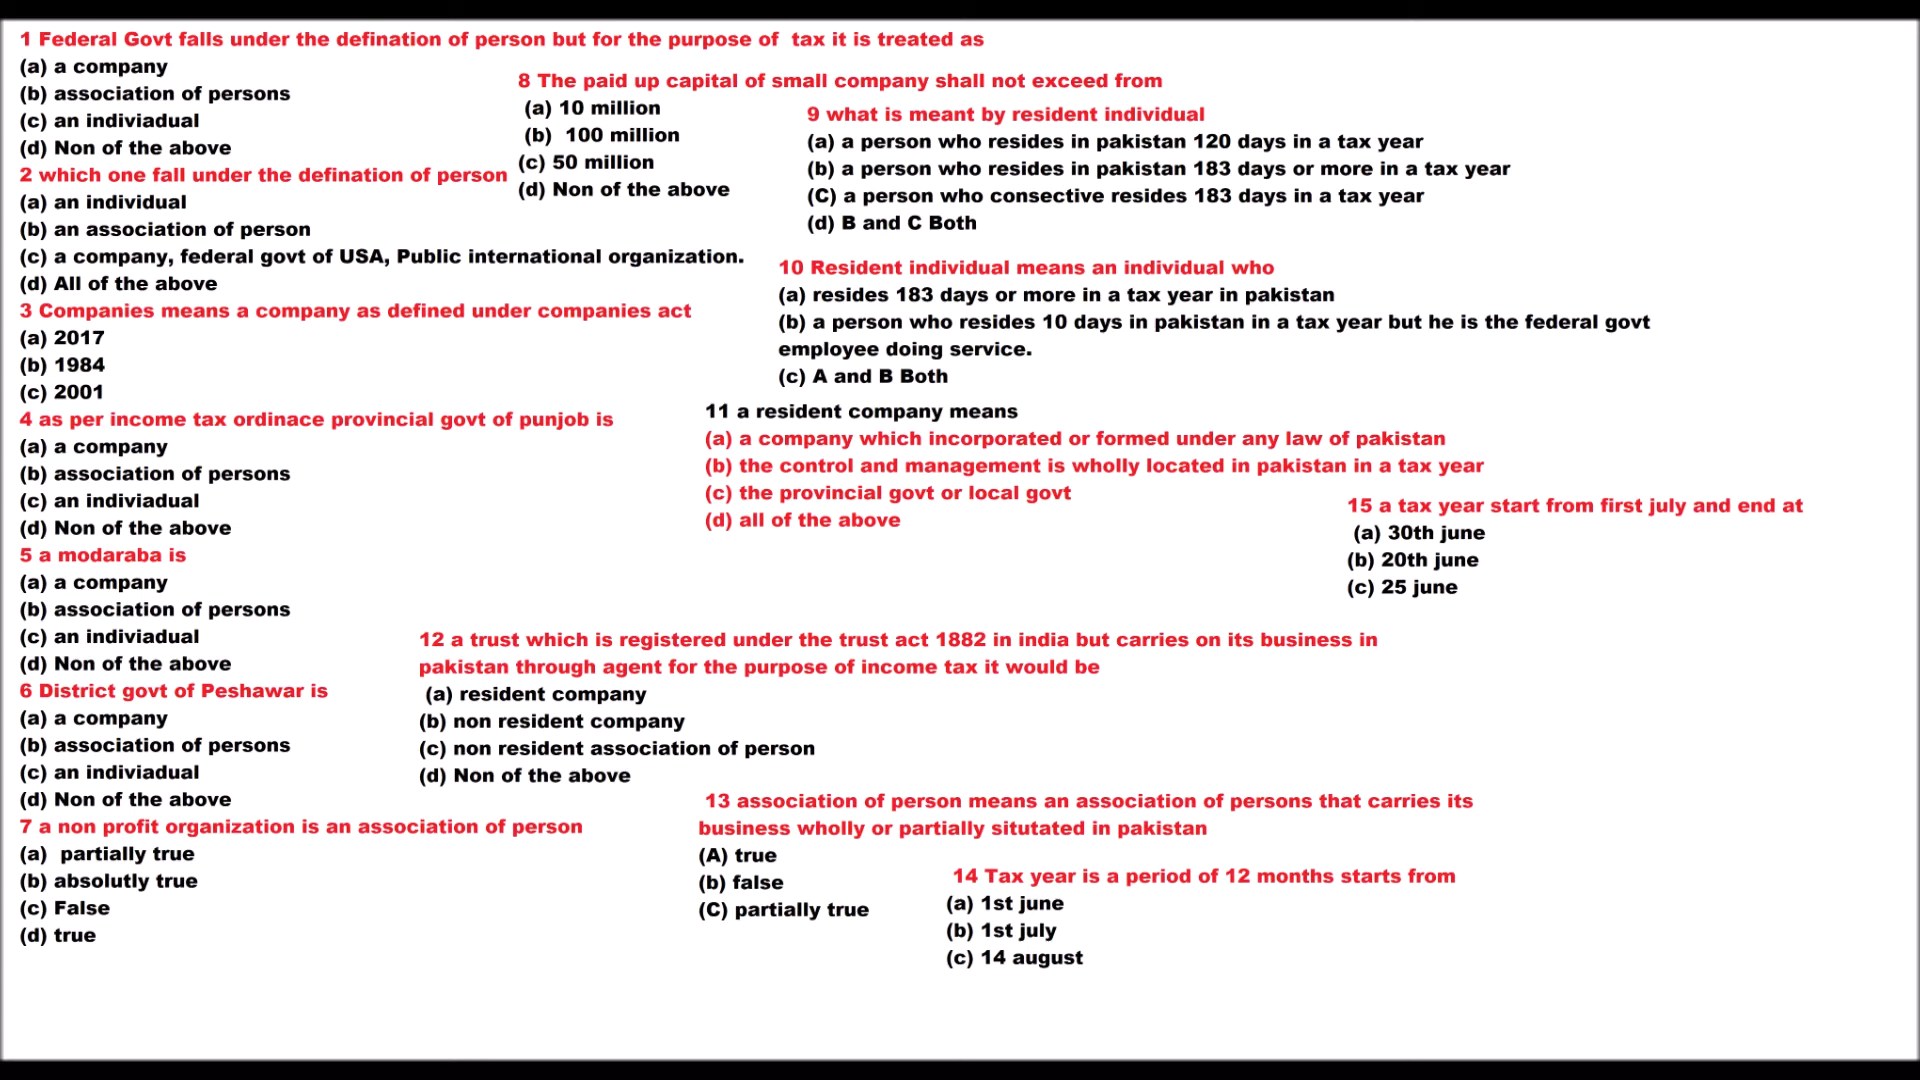 1 Federal Govt falls under the defination of person but for the purpose of  tax it is treated as
(a) a company
(b) association of persons
(c) an indiviadual
(d) Non of the above
2 which one fall under the defination of person
(a) an individual
(b) an association of person
(c) a company, federal govt of USA, Public international organization.
(d) All of the above
3 Companies means a company as defined under companies act
(a) 2017
(b) 1984
(c) 2001
4 as per income tax ordinace provincial govt of punjob is
(a) a company
(b) association of persons
(c) an indiviadual
(d) Non of the above
5 a modaraba is
(a) a company
(b) association of persons
(c) an indiviadual
(d) Non of the above
6 District govt of Peshawar is
(a) a company
(b) association of persons
(c) an indiviadual
(d) Non of the above
7 a non profit organization is an association of person
(a)  partially true
(b) absolutly true
(c) False
(d) true
8 The paid up capital of small company shall not exceed from
(a) 10 million
(b)  100 million
(c) 50 million
(d) Non of the above
9 what is meant by resident individual
(a) a person who resides in pakistan 120 days in a tax year
(b) a person who resides in pakistan 183 days or more in a tax year
(C) a person who consective resides 183 days in a tax year
(d) B and C Both
10 Resident individual means an individual who
(a) resides 183 days or more in a tax year in pakistan
(b) a person who resides 10 days in pakistan in a tax year but he is the federal govt
employee doing service.
(c) A and B Both
11 a resident company means
(a) a company which incorporated or formed under any law of pakistan
(b) the control and management is wholly located in pakistan in a tax year
(c) the provincial govt or local govt
(d) all of the above
12 a trust which is registered under the trust act 1882 in india but carries on its business in
pakistan through agent for the purpose of income tax it would be
(a) resident company
(b) non resident company
(c) non resident association of person
(d) Non of the above
13 association of person means an association of persons that carries its
business wholly or partially situtated in pakistan
(A) true
(b) false
(C) partially true
14 Tax year is a period of 12 months starts from
(a) 1st june
(b) 1st july
(c) 14 august
15 a tax year start from first july and end at
(a) 30th june
(b) 20th june
(c) 25 june